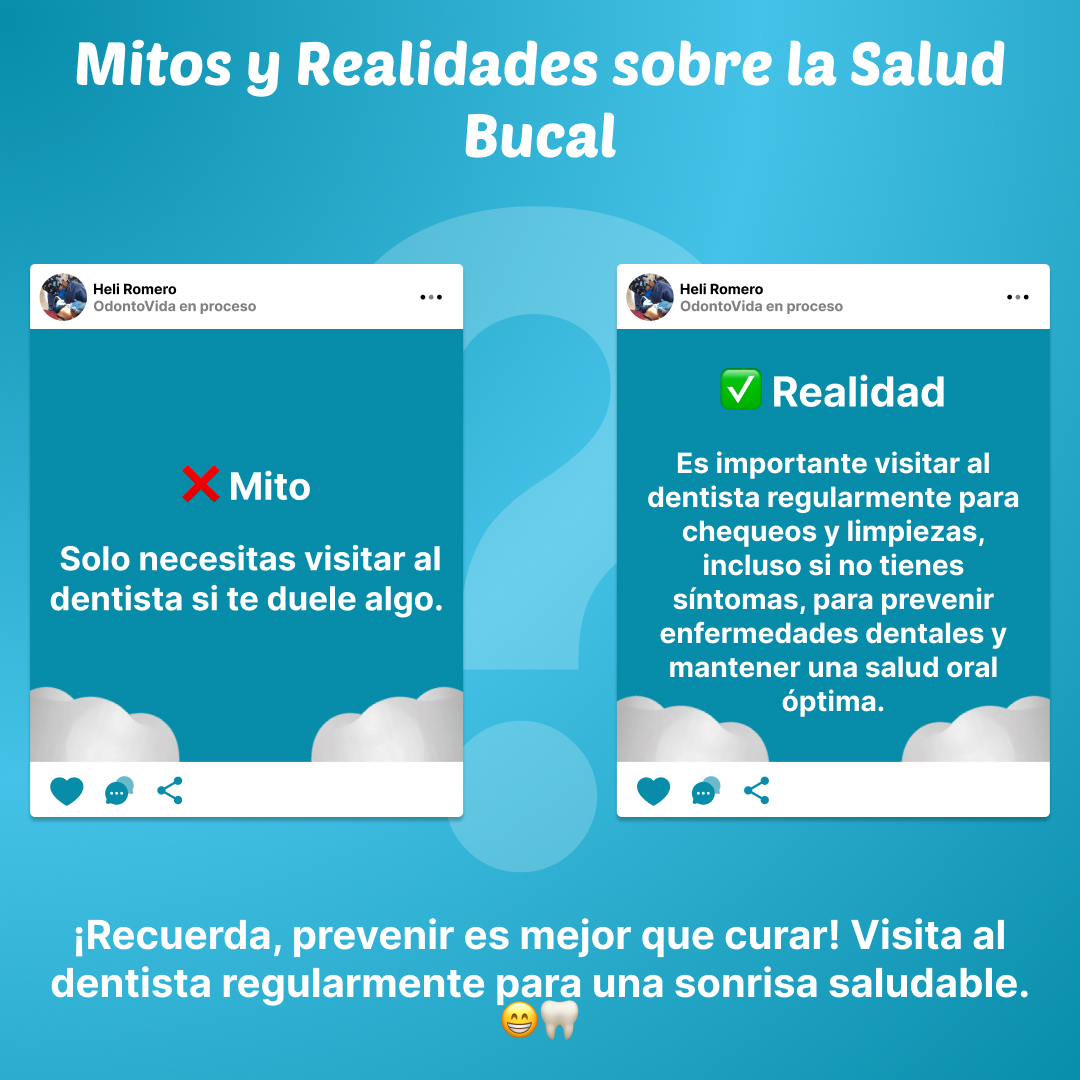 Mitos y Realidades sobre la Salud
Bucal
Heli Romero
OdontoVida en proceso
❌ Mito
Solo necesitas visitar al
dentista si te duele algo.
Heli Romero
OdontoVida en proceso
✅ Realidad
Es importante visitar al
dentista regularmente para
chequeos y limpiezas,
incluso si no tienes
síntomas, para prevenir
enfermedades dentales y
mantener una salud oral
óptima.
¡Recuerda, prevenir es mejor que curar! Visita al
dentista regularmente para una sonrisa saludable.
😁🦷